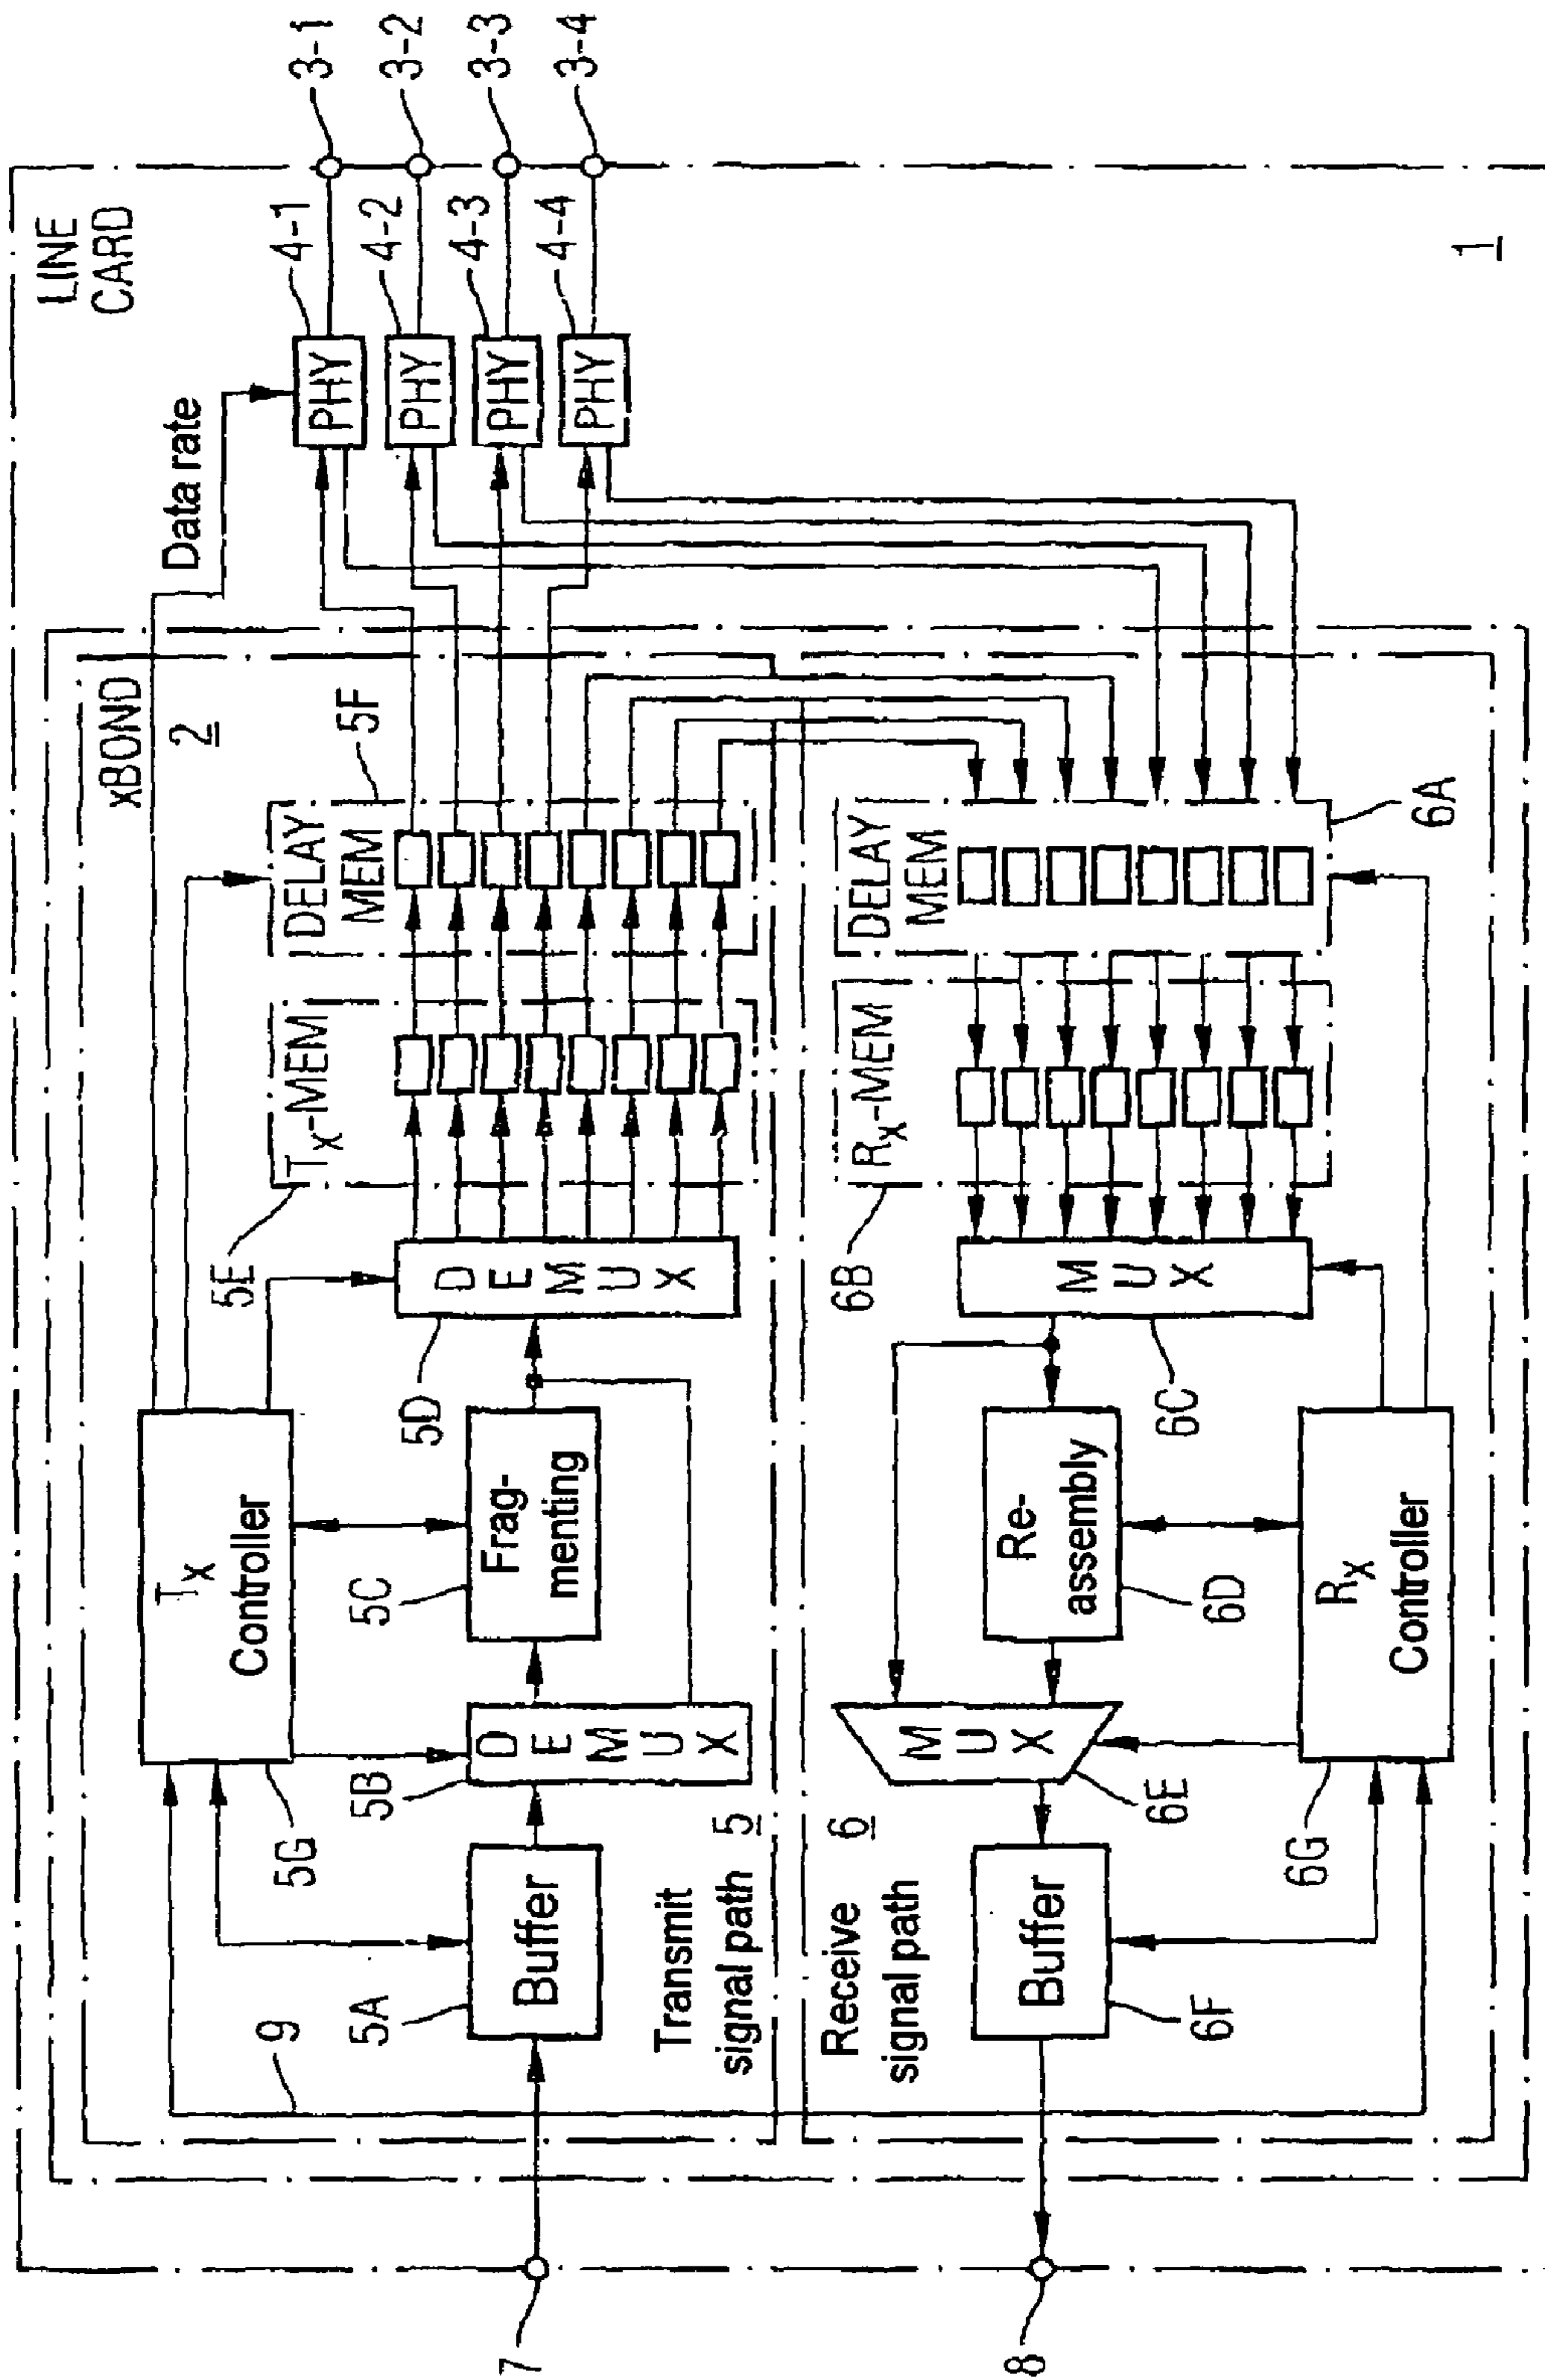 LINE
CARD
1
xBOND
2
Data rate
3-1
3-2
3-3
3-4
4-1
4-2
4-3
4-4
PHY
PHY
PHY
PHY
Tx
Controller
5G
9
7
Buffer
5A
DEMUX
5B
Frag-
menting
5C
DEMUX
5D
Tx-MEM
5E
DELAY
MEM
5F
Transmit
signal path
5
Receive
signal path
6
8
Buffer
6F
MUX
6E
Re-
assembly
6D
MUX
6C
Rx-MEM
6B
DELAY
MEM
6A
Rx
Controller
6G